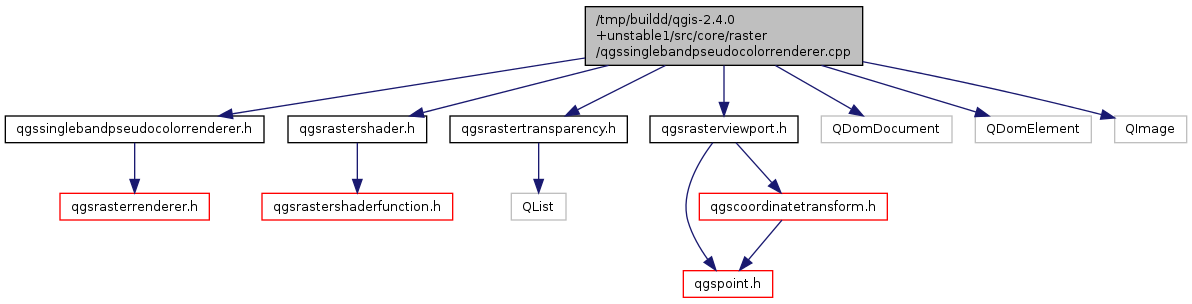 /tmp/buildd/qgis-2.4.0
+unstable1/src/core/raster
/qgssinglebandpseudocolorrenderer.cpp
qgssinglebandpseudocolorrenderer.h
qgsrastershader.h
qgsrastertransparency.h
qgsrasterviewport.h
QDomDocument
QDomElement
QImage
qgsrasterrenderer.h
qgsrastershaderfunction.h
QList
qgscoordinatetransform.h
qgspoint.h